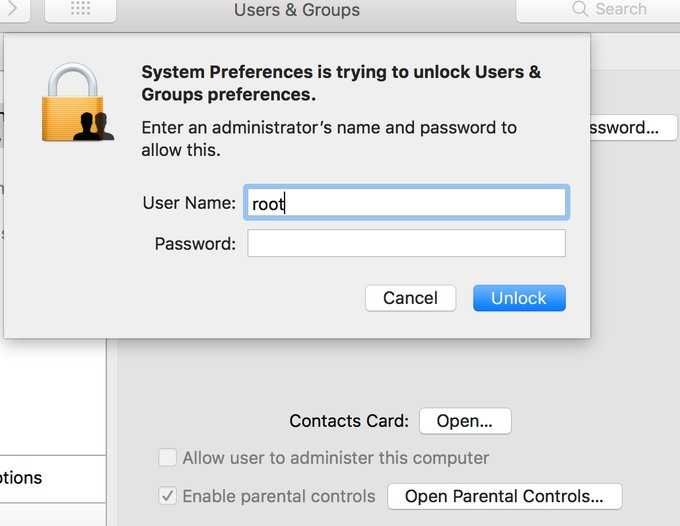 Users & Groups
Search
System Preferences is trying to unlock Users &
Groups preferences.
Enter an administrator's name and password to
allow this.
ssword...
User Name: root
Password:
Cancel
Unlock
Contacts Card: Open...
Allow user to administer this computer
ptions
Enable parental controls Open Parental Controls...